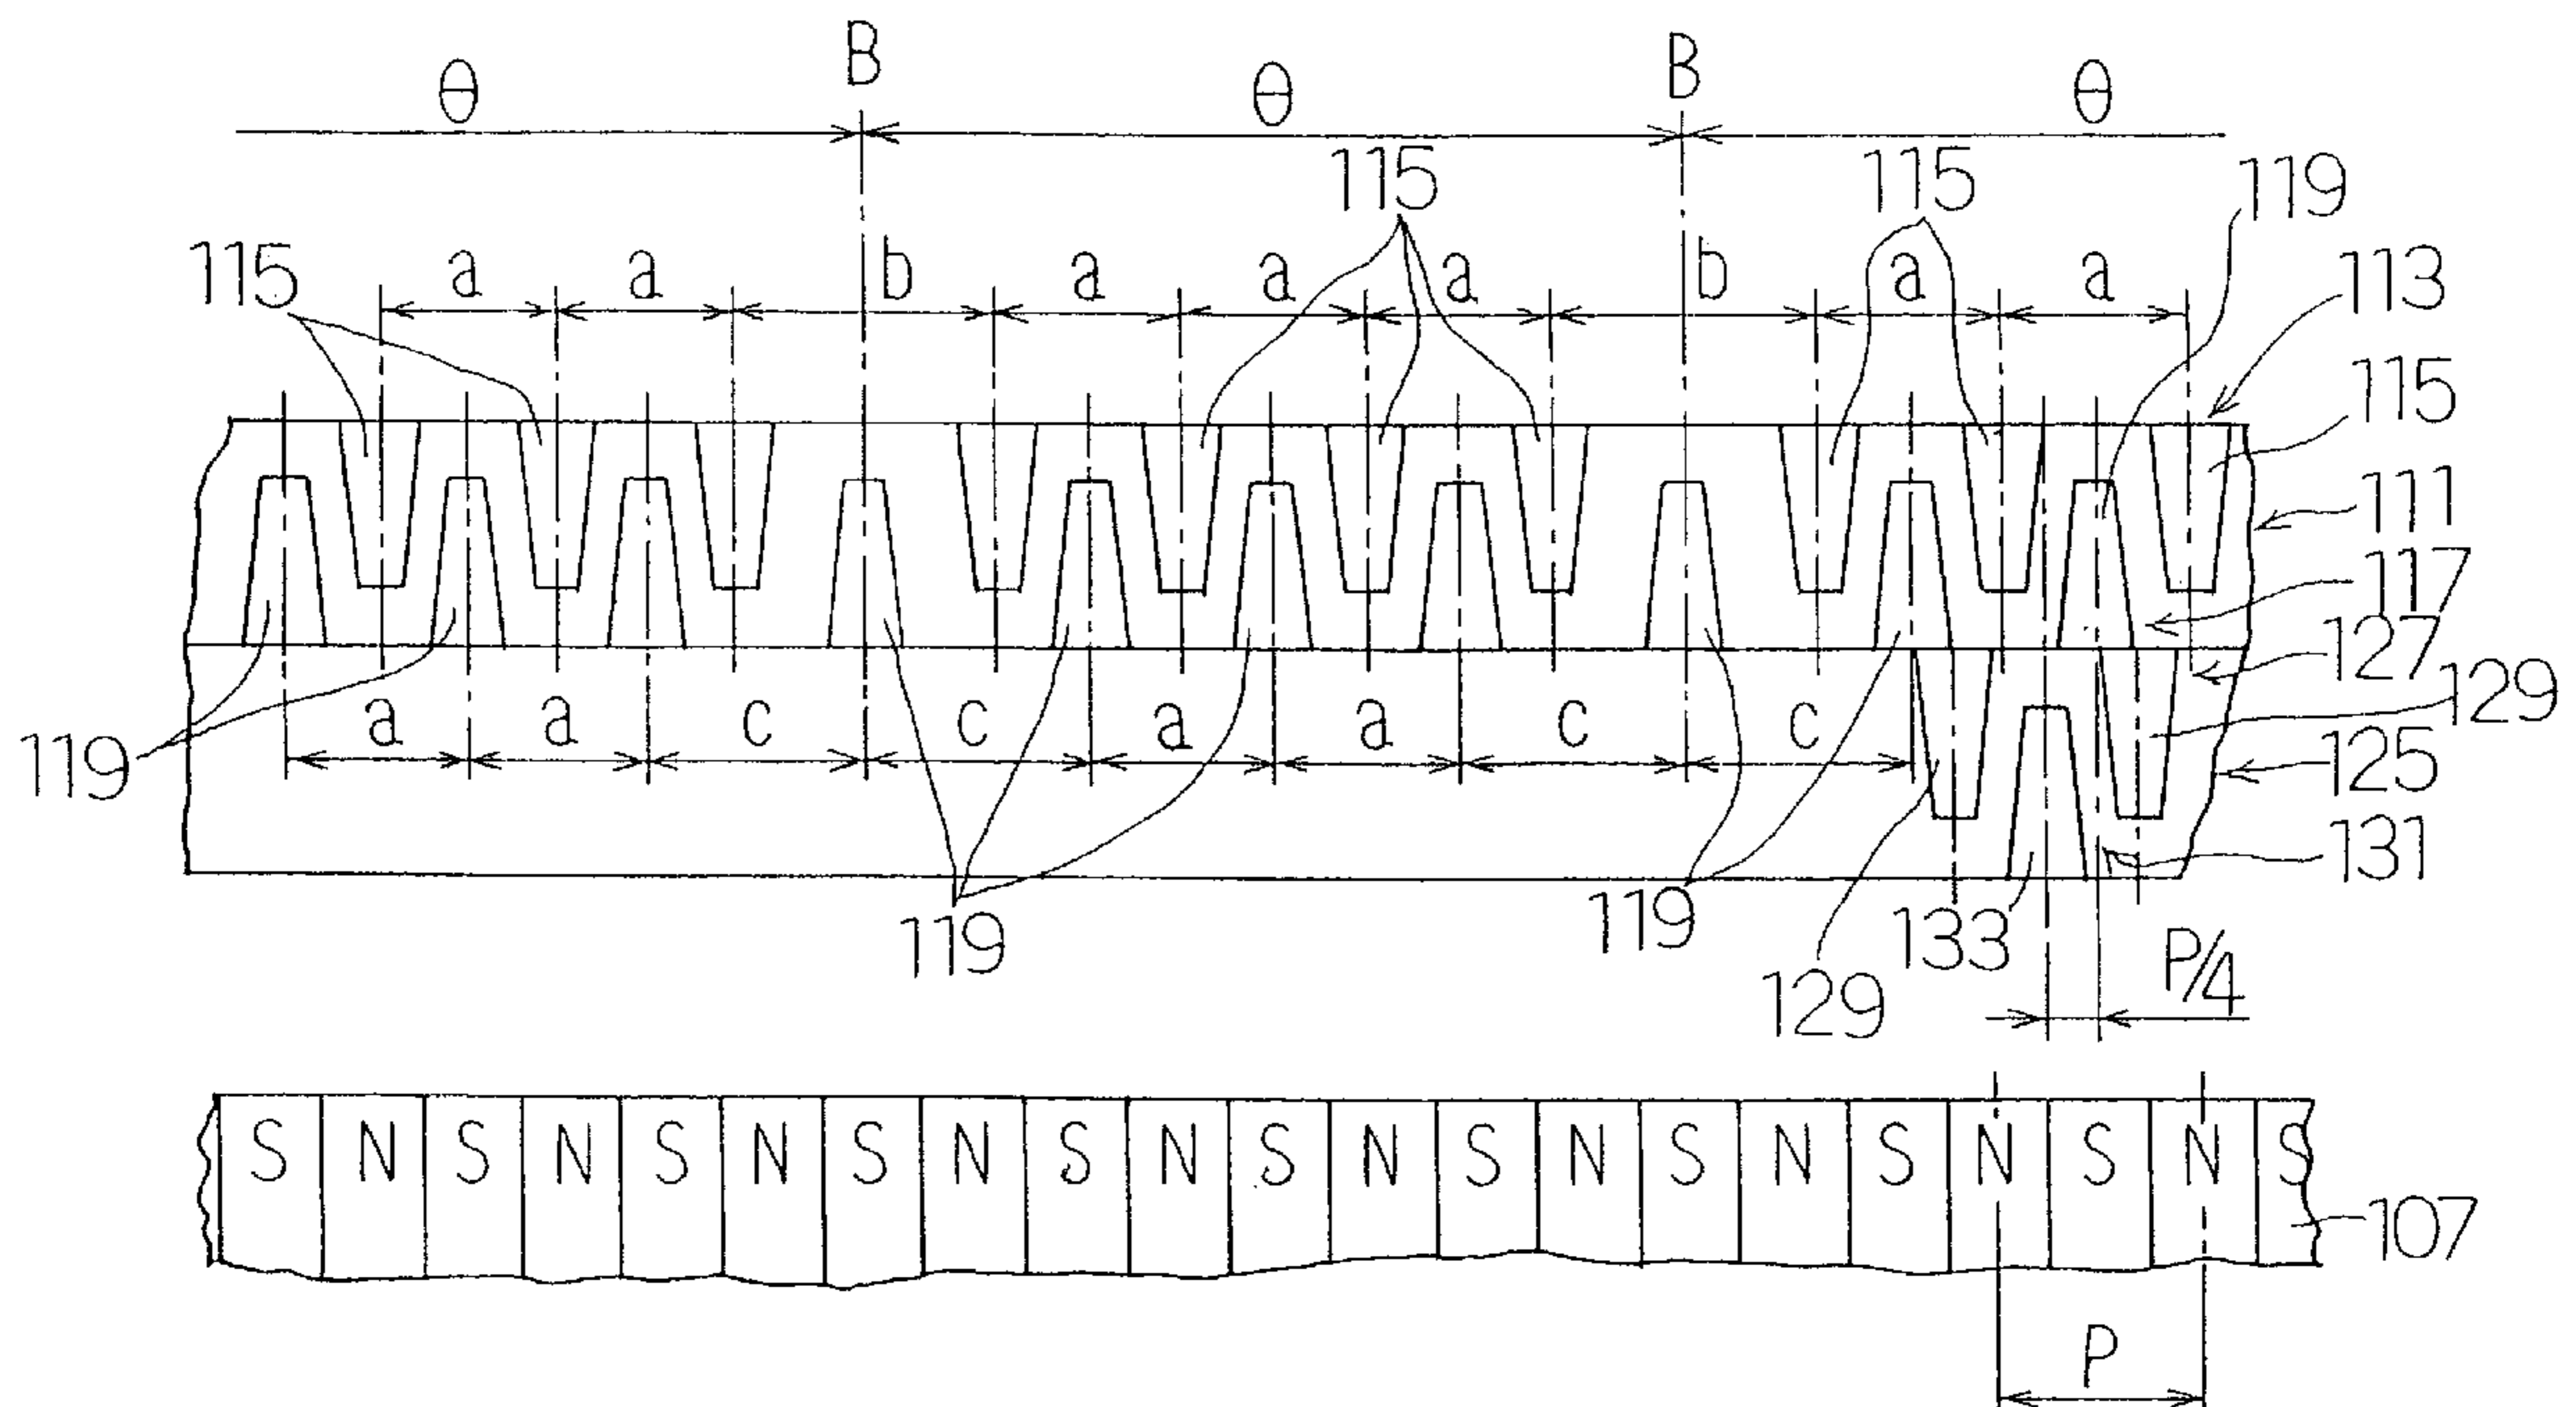 θ B θ B θ
115 115 119
115 a a b a a a b a a 113
115
111
117
127
a a c c a a c c 129
119 125
131
119 119 133
129 P/4
S N S N S N S N S N S N S N S N S N S N S
107
P